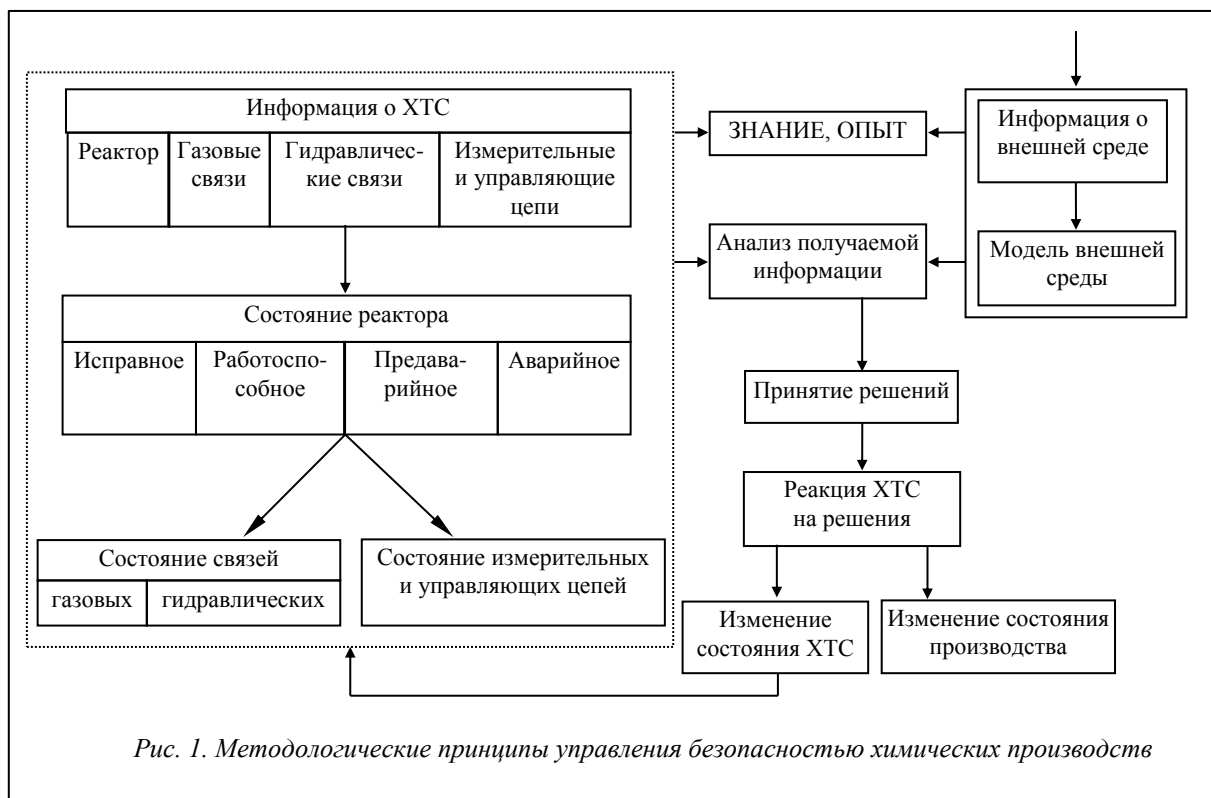 Информация о ХТС
Реактор
Газовые
связи
Гидравличес-
кие связи
Измерительные
и управляющие
цепи
Состояние реактора
Исправное
Работоспо-
собное
Предава-
рийное
Аварийное
Состояние связей
газовых
гидравлических
Состояние измерительных
и управляющих цепей
ЗНАНИЕ, ОПЫТ
Информация о
внешней среде
Модель внешней
среды
Анализ получаемой
информации
Принятие решений
Реакция ХТС
на решения
Изменение
состояния ХТС
Изменение состояния
производства
Рис. 1. Методологические принципы управления безопасностью химических производств